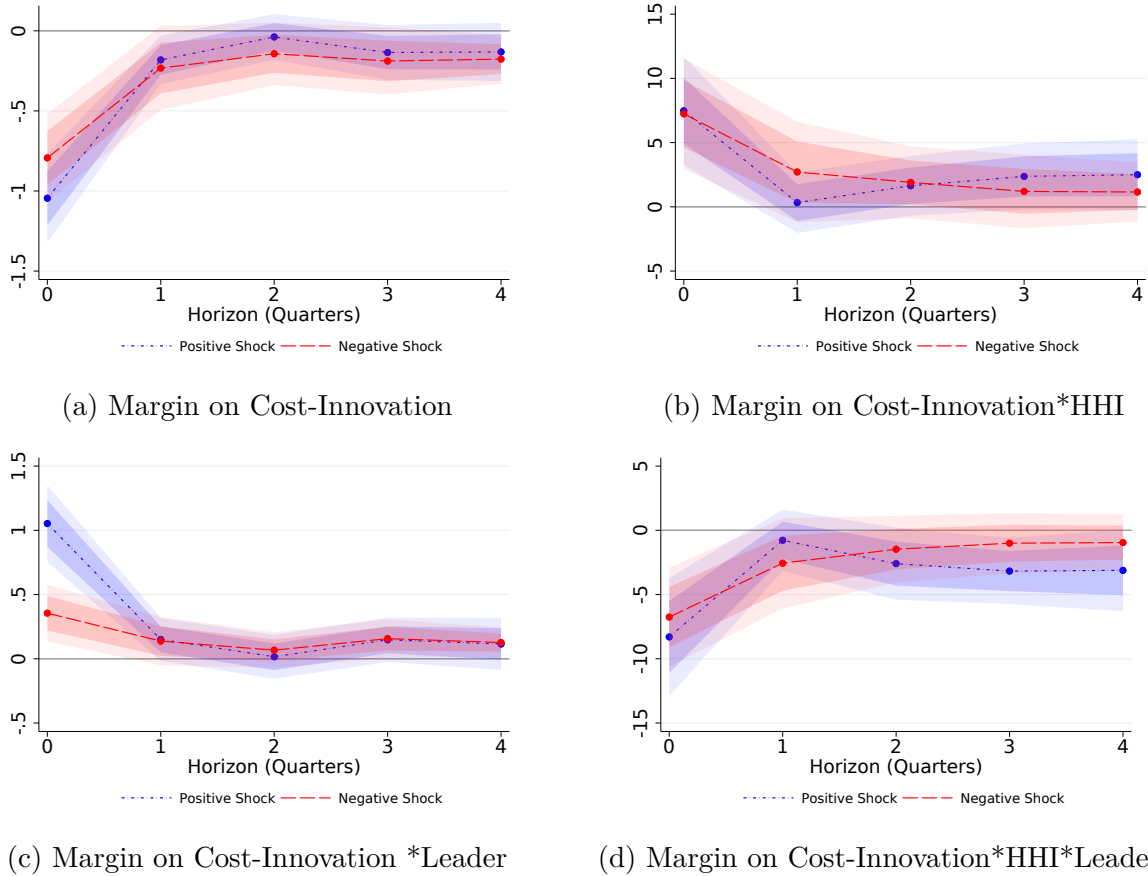 0
-.5
-1
-1.5
0 1 2 3 4
Horizon (Quarters)
Positive Shock Negative Shock
(a) Margin on Cost-Innovation
15
10
5
0
-5
0 1 2 3 4
Horizon (Quarters)
Positive Shock Negative Shock
(b) Margin on Cost-Innovation*HHI
1.5
1
.5
0
-.5
0 1 2 3 4
Horizon (Quarters)
Positive Shock Negative Shock
(c) Margin on Cost-Innovation *Leader
5
0
-5
-10
-15
0 1 2 3 4
Horizon (Quarters)
Positive Shock Negative Shock
(d) Margin on Cost-Innovation*HHI*Leade